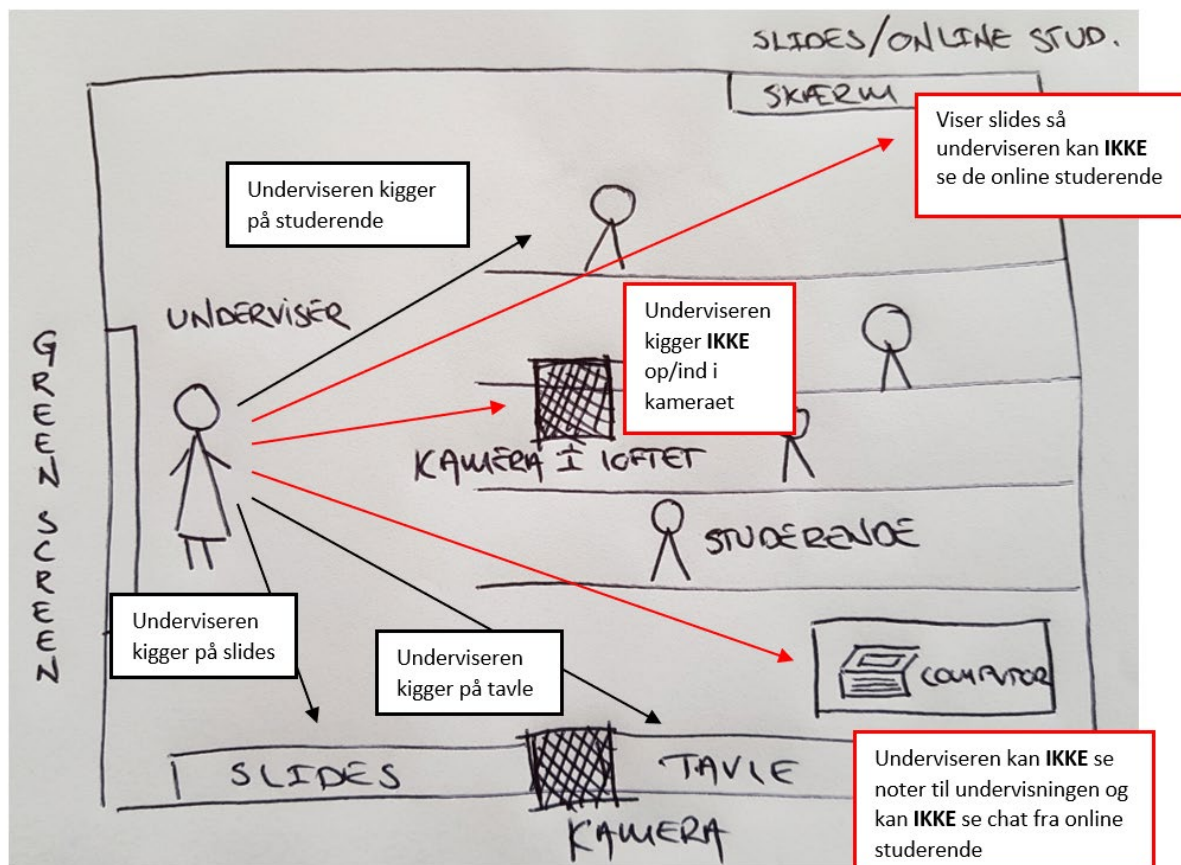 SLIDES/ONLINE STUD.
SKÆRM
Viser slides så
underviseren kan IKKE
se de online studerende
Underviseren kigger
på studerende
UNDERVISER
Underviseren
kigger IKKE
op/ind i
kameraet
GREEN SCREEN
KAMERA I LOFTET
STUDERENDE
Underviseren
kigger på slides
Underviseren
kigger på tavle
COMPUTOR
SLIDES
TAVLE
KAMERA
Underviseren kan IKKE se
noter til undervisningen og
kan IKKE se chat fra online
studerende